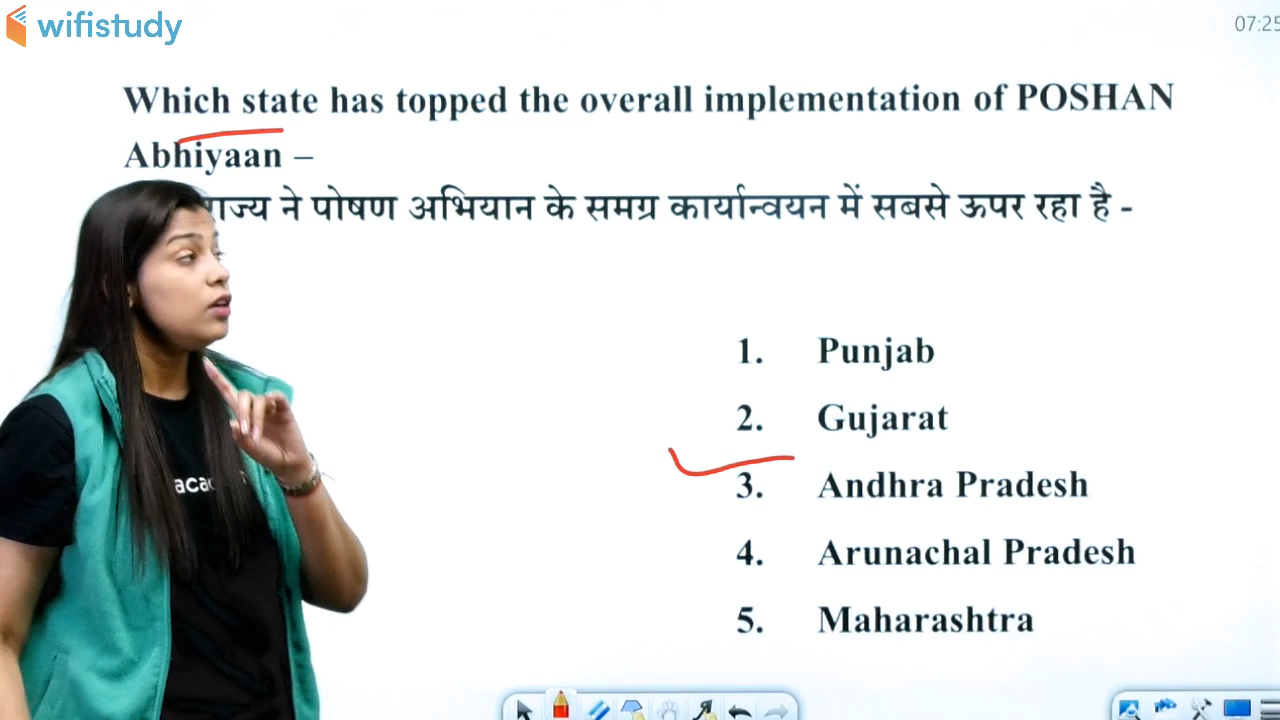 wifistudy
07:25
Which state has topped the overall implementation of POSHAN
Abhiyaan –
राज्य ने पोषण अभियान के समग्र कार्यान्वयन में सबसे ऊपर रहा है -
1. Punjab
2. Gujarat
3. Andhra Pradesh
4. Arunachal Pradesh
5. Maharashtra